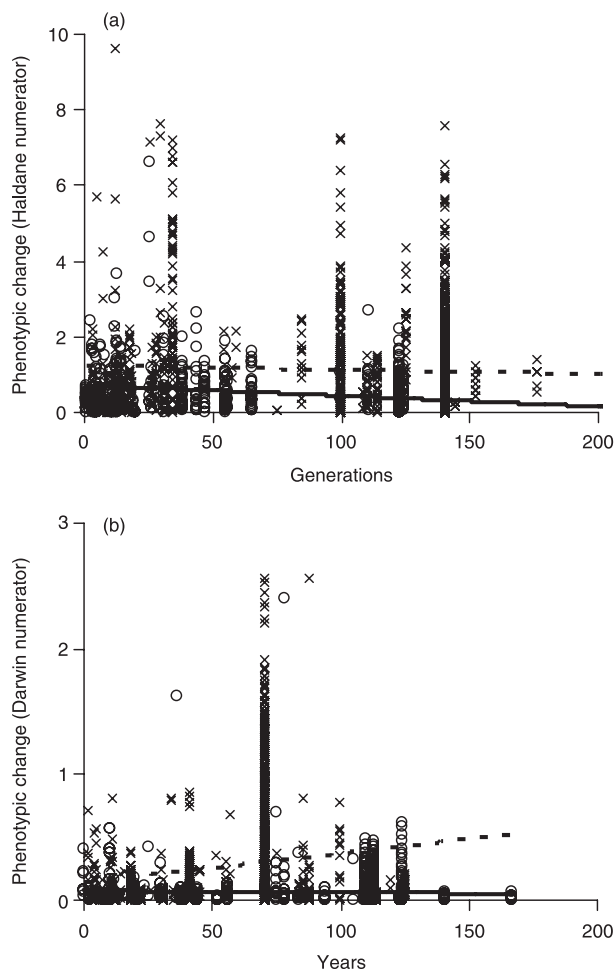 (a)
Phenotypic change (Haldane numerator)
10
8
6
4
2
0
0 50 100 150 200
Generations
(b)
Phenotypic change (Darwin numerator)
3
2
1
0
0 50 100 150 200
Years